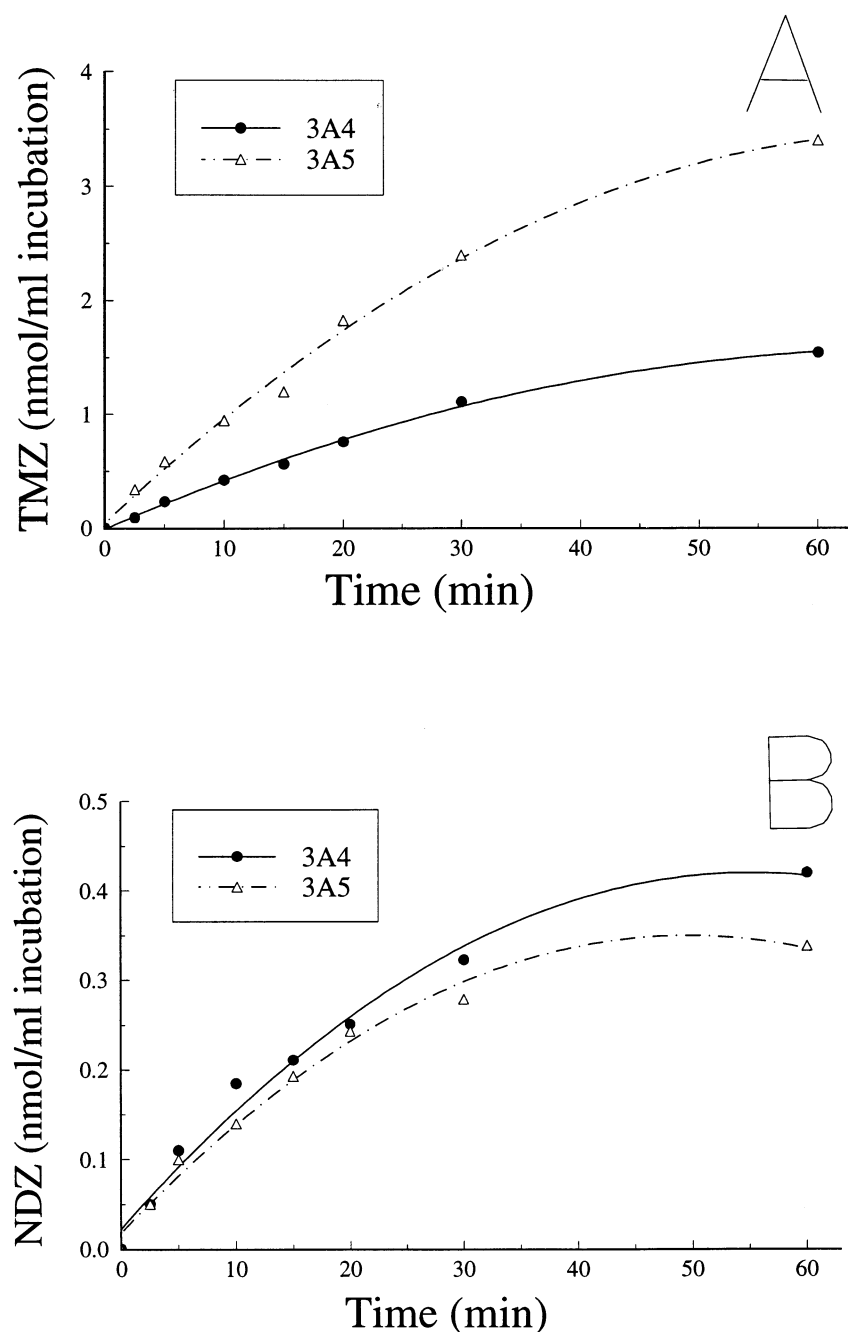 A
TMZ (nmol/ml incubation)
4
3
2
1
0
3A4
3A5
0 10 20 30 40 50 60
Time (min)
B
NDZ (nmol/ml incubation)
0.5
0.4
0.3
0.2
0.1
0.0
3A4
3A5
0 10 20 30 40 50 60
Time (min)